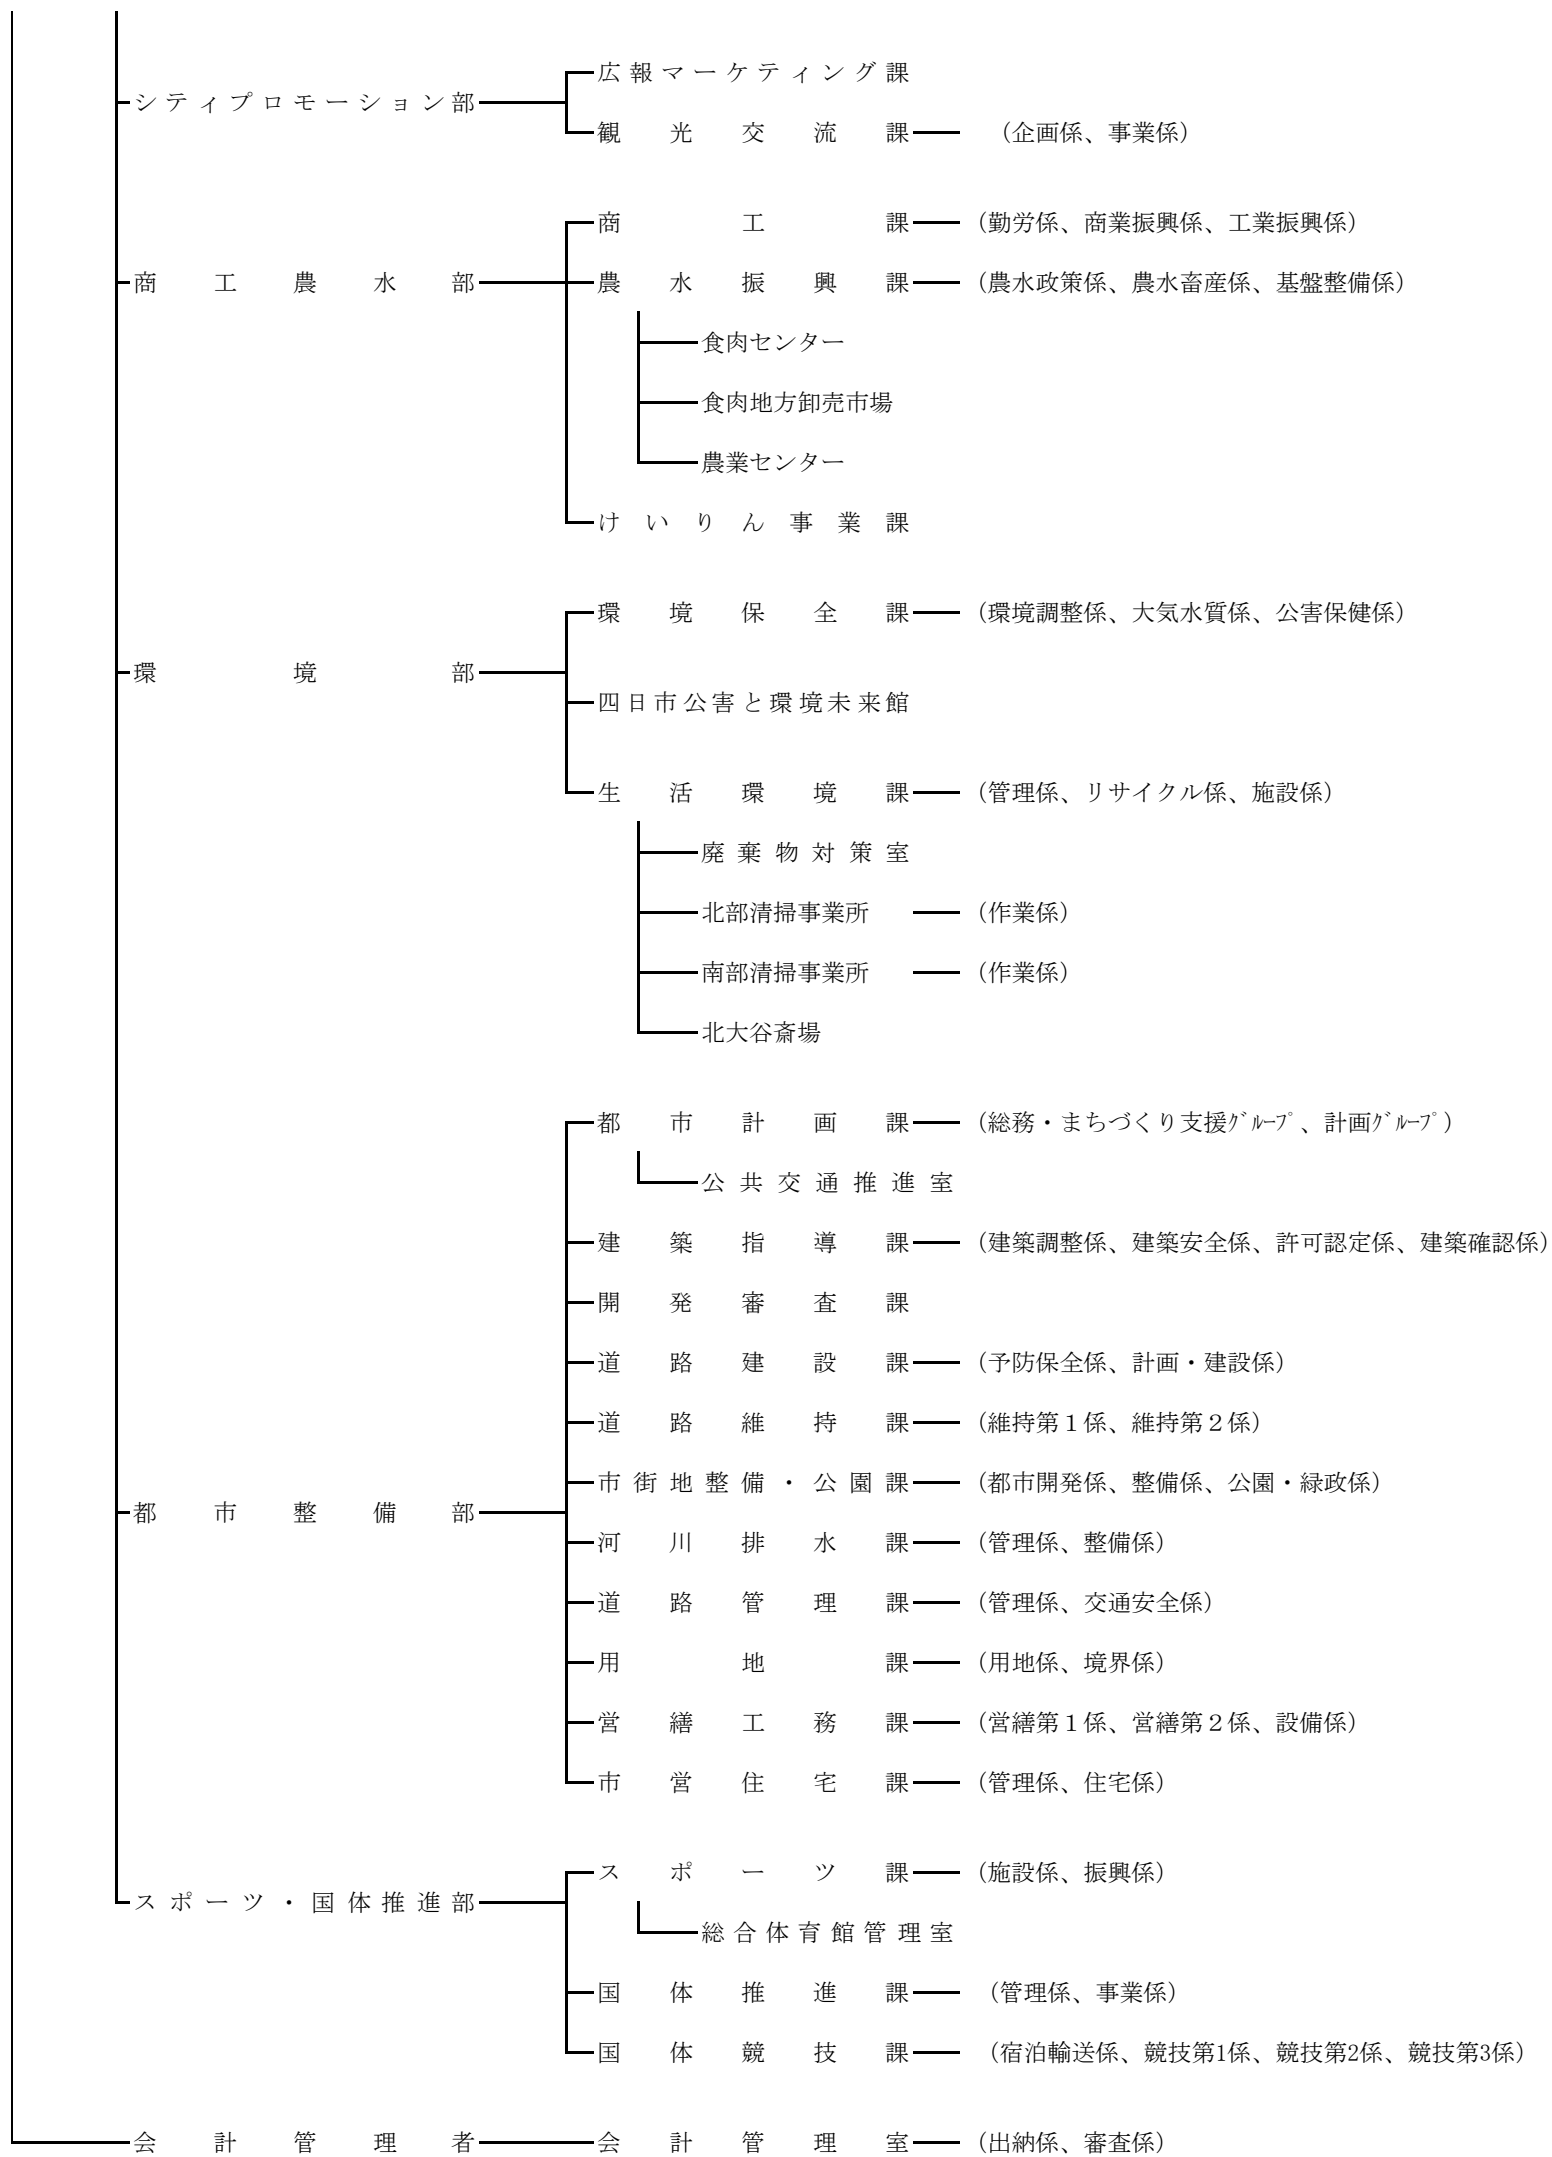 広報マーケティング課
シティプロモーション部
観光交流課 （企画係、事業係）
商工課 （勤労係、商業振興係、工業振興係）
商工農水部 農水振興課 （農水政策係、農水畜産係、基盤整備係）
食肉センター
食肉地方卸売市場
農業センター
けいりん事業課
環境保全課 （環境調整係、大気水質係、公害保健係）
環境部
四日市公害と環境未来館
生活環境課 （管理係、リサイクル係、施設係）
廃棄物対策室
北部清掃事業所 （作業係）
南部清掃事業所 （作業係）
北大谷斎場
都市計画課 （総務・まちづくり支援ｸﾞﾙｰﾌﾟ、計画ｸﾞﾙｰﾌﾟ）
公共交通推進室
建築指導課 （建築調整係、建築安全係、許可認定係、建築確認係）
開発審査課
道路建設課 （予防保全係、計画・建設係）
道路維持課 （維持第１係、維持第２係）
市街地整備・公園課 （都市開発係、整備係、公園・緑政係）
都市整備部
河川排水課 （管理係、整備係）
道路管理課 （管理係、交通安全係）
用地課 （用地係、境界係）
営繕工務課 （営繕第１係、営繕第２係、設備係）
市営住宅課 （管理係、住宅係）
スポーツ課 （施設係、振興係）
スポーツ・国体推進部
総合体育館管理室
国体推進課 （管理係、事業係）
国体競技課 （宿泊輸送係、競技第1係、競技第2係、競技第3係）
会計管理者 会計管理室 （出納係、審査係）